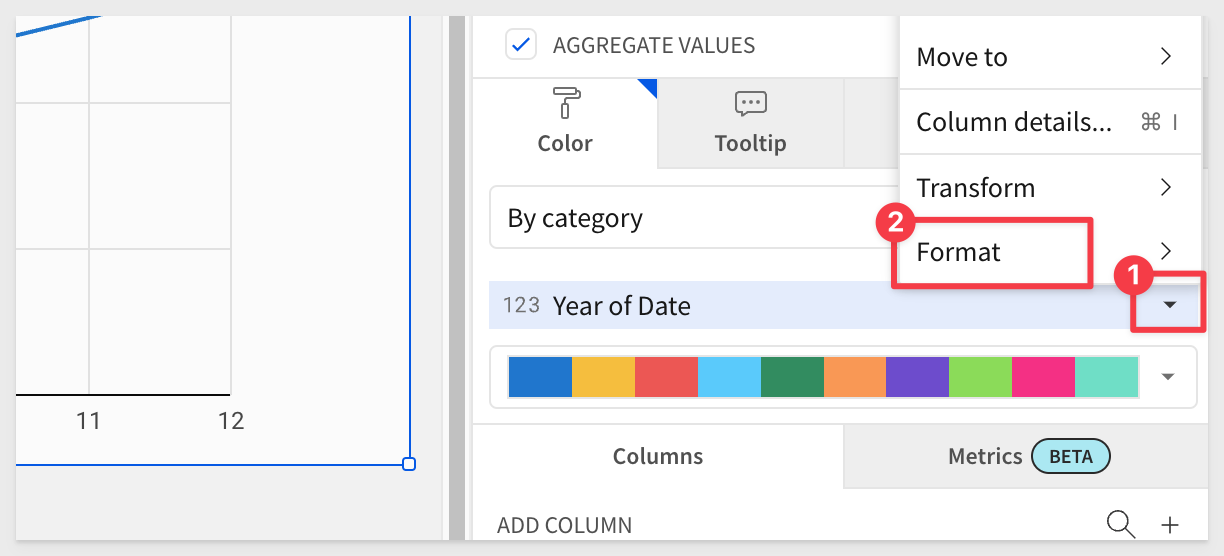 AGGREGATE VALUES
Move to
Color
Tooltip
Column details... ⌘ I
Transform
By category
2
Format
1
123 Year of Date
11
12
Columns
Metrics BETA
ADD COLUMN